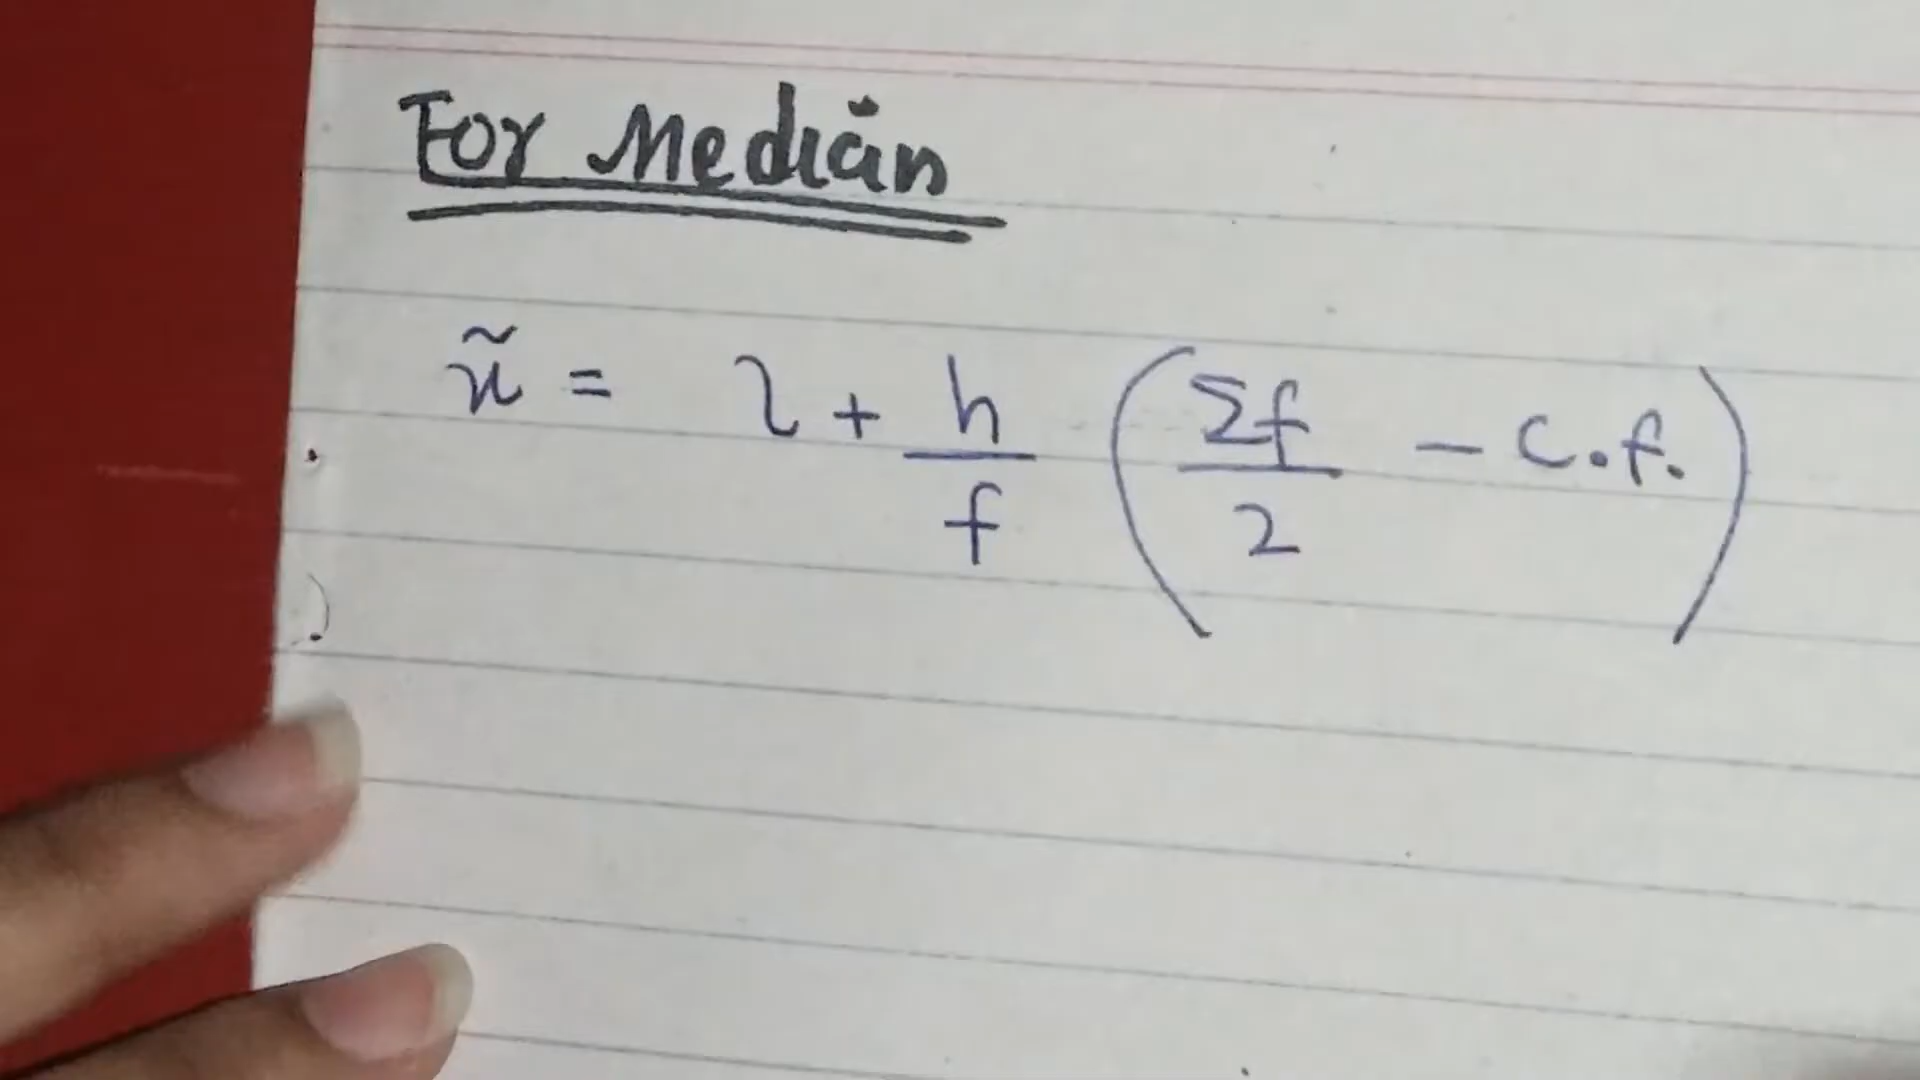 For Median
x̃ = l + h/f (Σf/2 - C.f.)